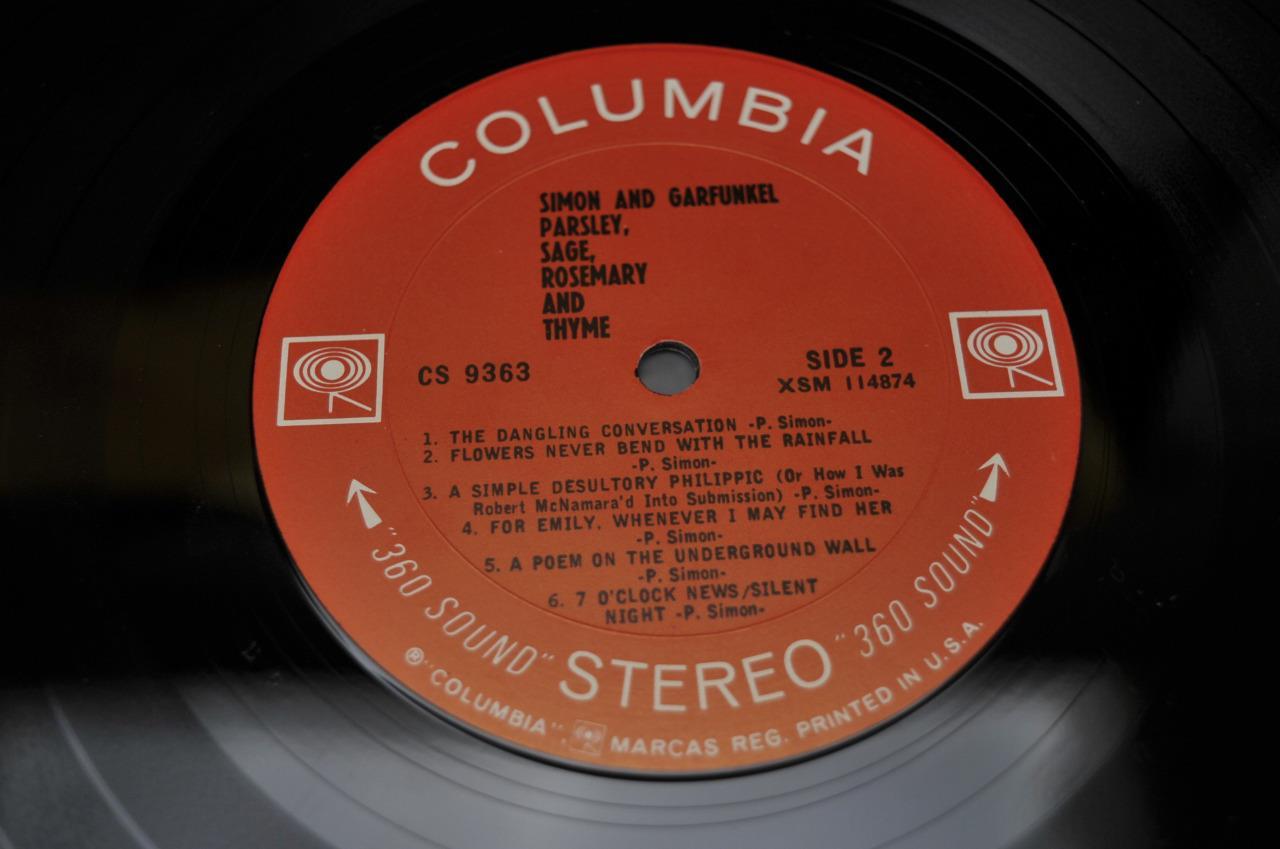 COLUMBIA
SIMON AND GARFUNKEL
PARSLEY,
SAGE,
ROSEMARY
AND
THYME
CS 9363
SIDE 2
XSM 114874
1. THE DANGLING CONVERSATION -P. Simon-
2. FLOWERS NEVER BEND WITH THE RAINFALL
-P. Simon-
3. A SIMPLE DESULTORY PHILIPPIC (Or How I Was
Robert McNamara'd Into Submission) -P. Simon-
4. FOR EMILY, WHENEVER I MAY FIND HER
-P. Simon-
5. A POEM ON THE UNDERGROUND WALL
-P. Simon-
6. 7 O'CLOCK NEWS/SILENT
NIGHT -P. Simon-
"360 SOUND" STEREO "360 SOUND"
® "COLUMBIA", MARCAS REG. PRINTED IN U.S.A.